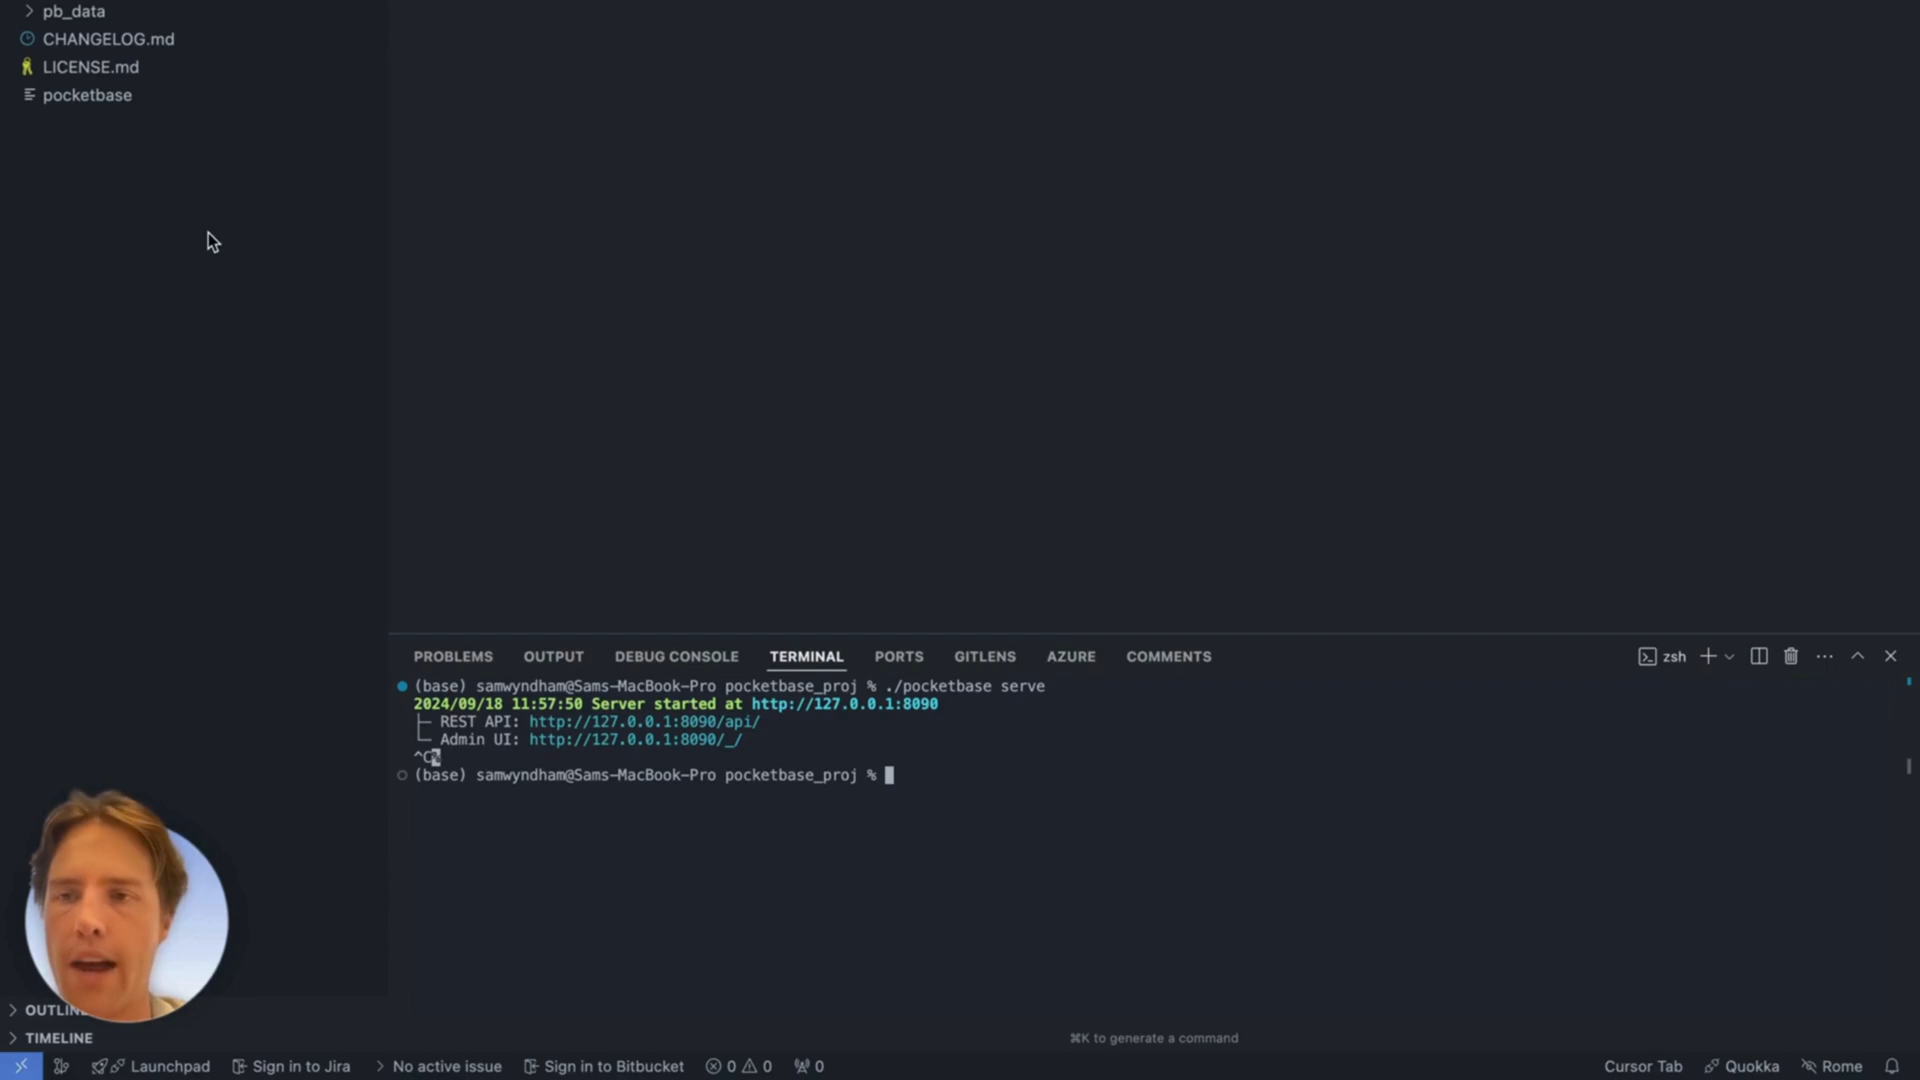 pb_data
CHANGELOG.md
LICENSE.md
pocketbase
PROBLEMS OUTPUT DEBUG CONSOLE TERMINAL PORTS GITLENS AZURE COMMENTS zsh
(base) samwyndham@Sams-MacBook-Pro pocketbase_proj % ./pocketbase serve
2024/09/18 11:57:50 Server started at http://127.0.0.1:8090
├─ REST API: http://127.0.0.1:8090/api/
└─ Admin UI: http://127.0.0.1:8090/_/
^C%
(base) samwyndham@Sams-MacBook-Pro pocketbase_proj %
OUTLINE
TIMELINE
⌘K to generate a command
Launchpad Sign in to Jira No active issue Sign in to Bitbucket 0 0 0 Cursor Tab Quokka Rome